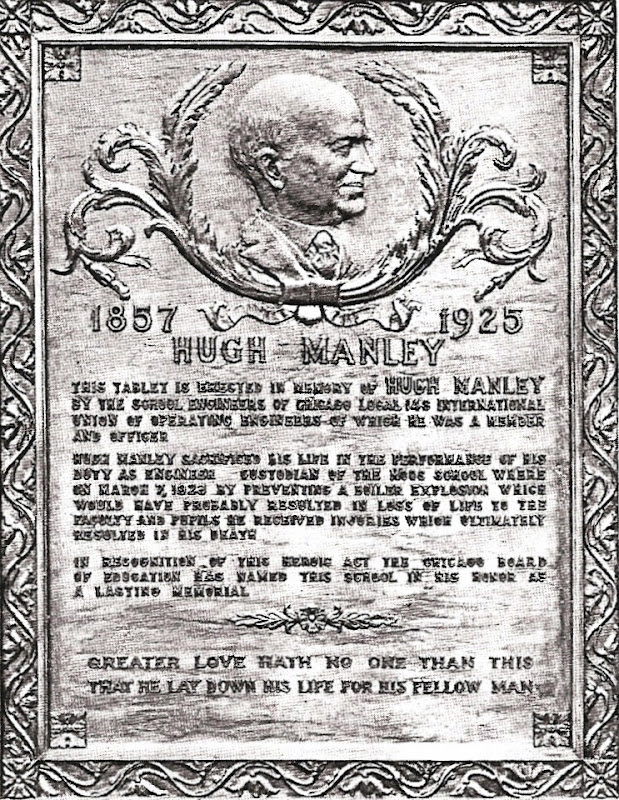 1857 1925
HUGH MANLEY
THIS TABLET IS ERECTED IN MEMORY OF HUGH MANLEY
BY THE SCHOOL ENGINEERS OF CHICAGO LOCAL 143 INTERNATIONAL
UNION OF OPERATING ENGINEERS OF WHICH HE WAS A MEMBER
AND OFFICER
HUGH MANLEY SACRIFICED HIS LIFE IN THE PERFORMANCE OF HIS
DUTY AS ENGINEER CUSTODIAN OF THE SCHOOL WHERE
ON MARCH 7, BY PREVENTING A BOILER EXPLOSION WHICH
WOULD HAVE PROBABLY RESULTED IN LOSS OF LIFE TO THE
FACULTY AND PUPILS HE RECEIVED INJURIES WHICH ULTIMATELY
RESULTED IN HIS DEATH
IN RECOGNITION OF THIS HEROIC ACT THE CHICAGO BOARD
OF EDUCATION HAS NAMED THIS SCHOOL IN HIS HONOR AS
A LASTING MEMORIAL
GREATER LOVE HATH NO ONE THAN THIS
THAT HE LAY DOWN HIS LIFE FOR HIS FELLOW MAN